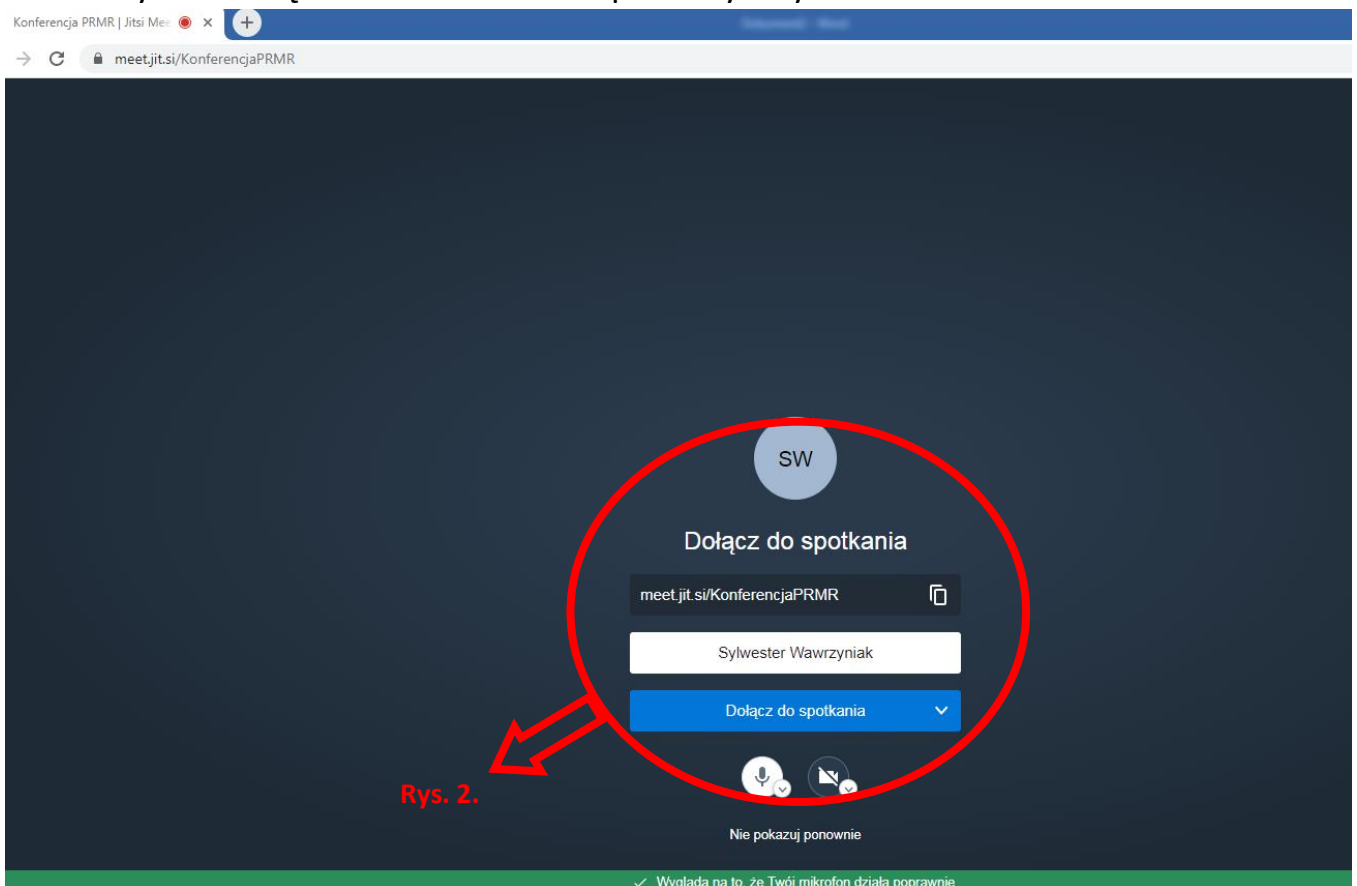 Konferencja PRMR | Jitsi Mee
meet.jit.si/KonferencjaPRMR
SW
Dołącz do spotkania
meet.jit.si/KonferencjaPRMR
Sylwester Wawrzyniak
Dołącz do spotkania
Rys. 2.
Nie pokazuj ponownie
Wygląda na to, że Twój mikrofon działa poprawnie